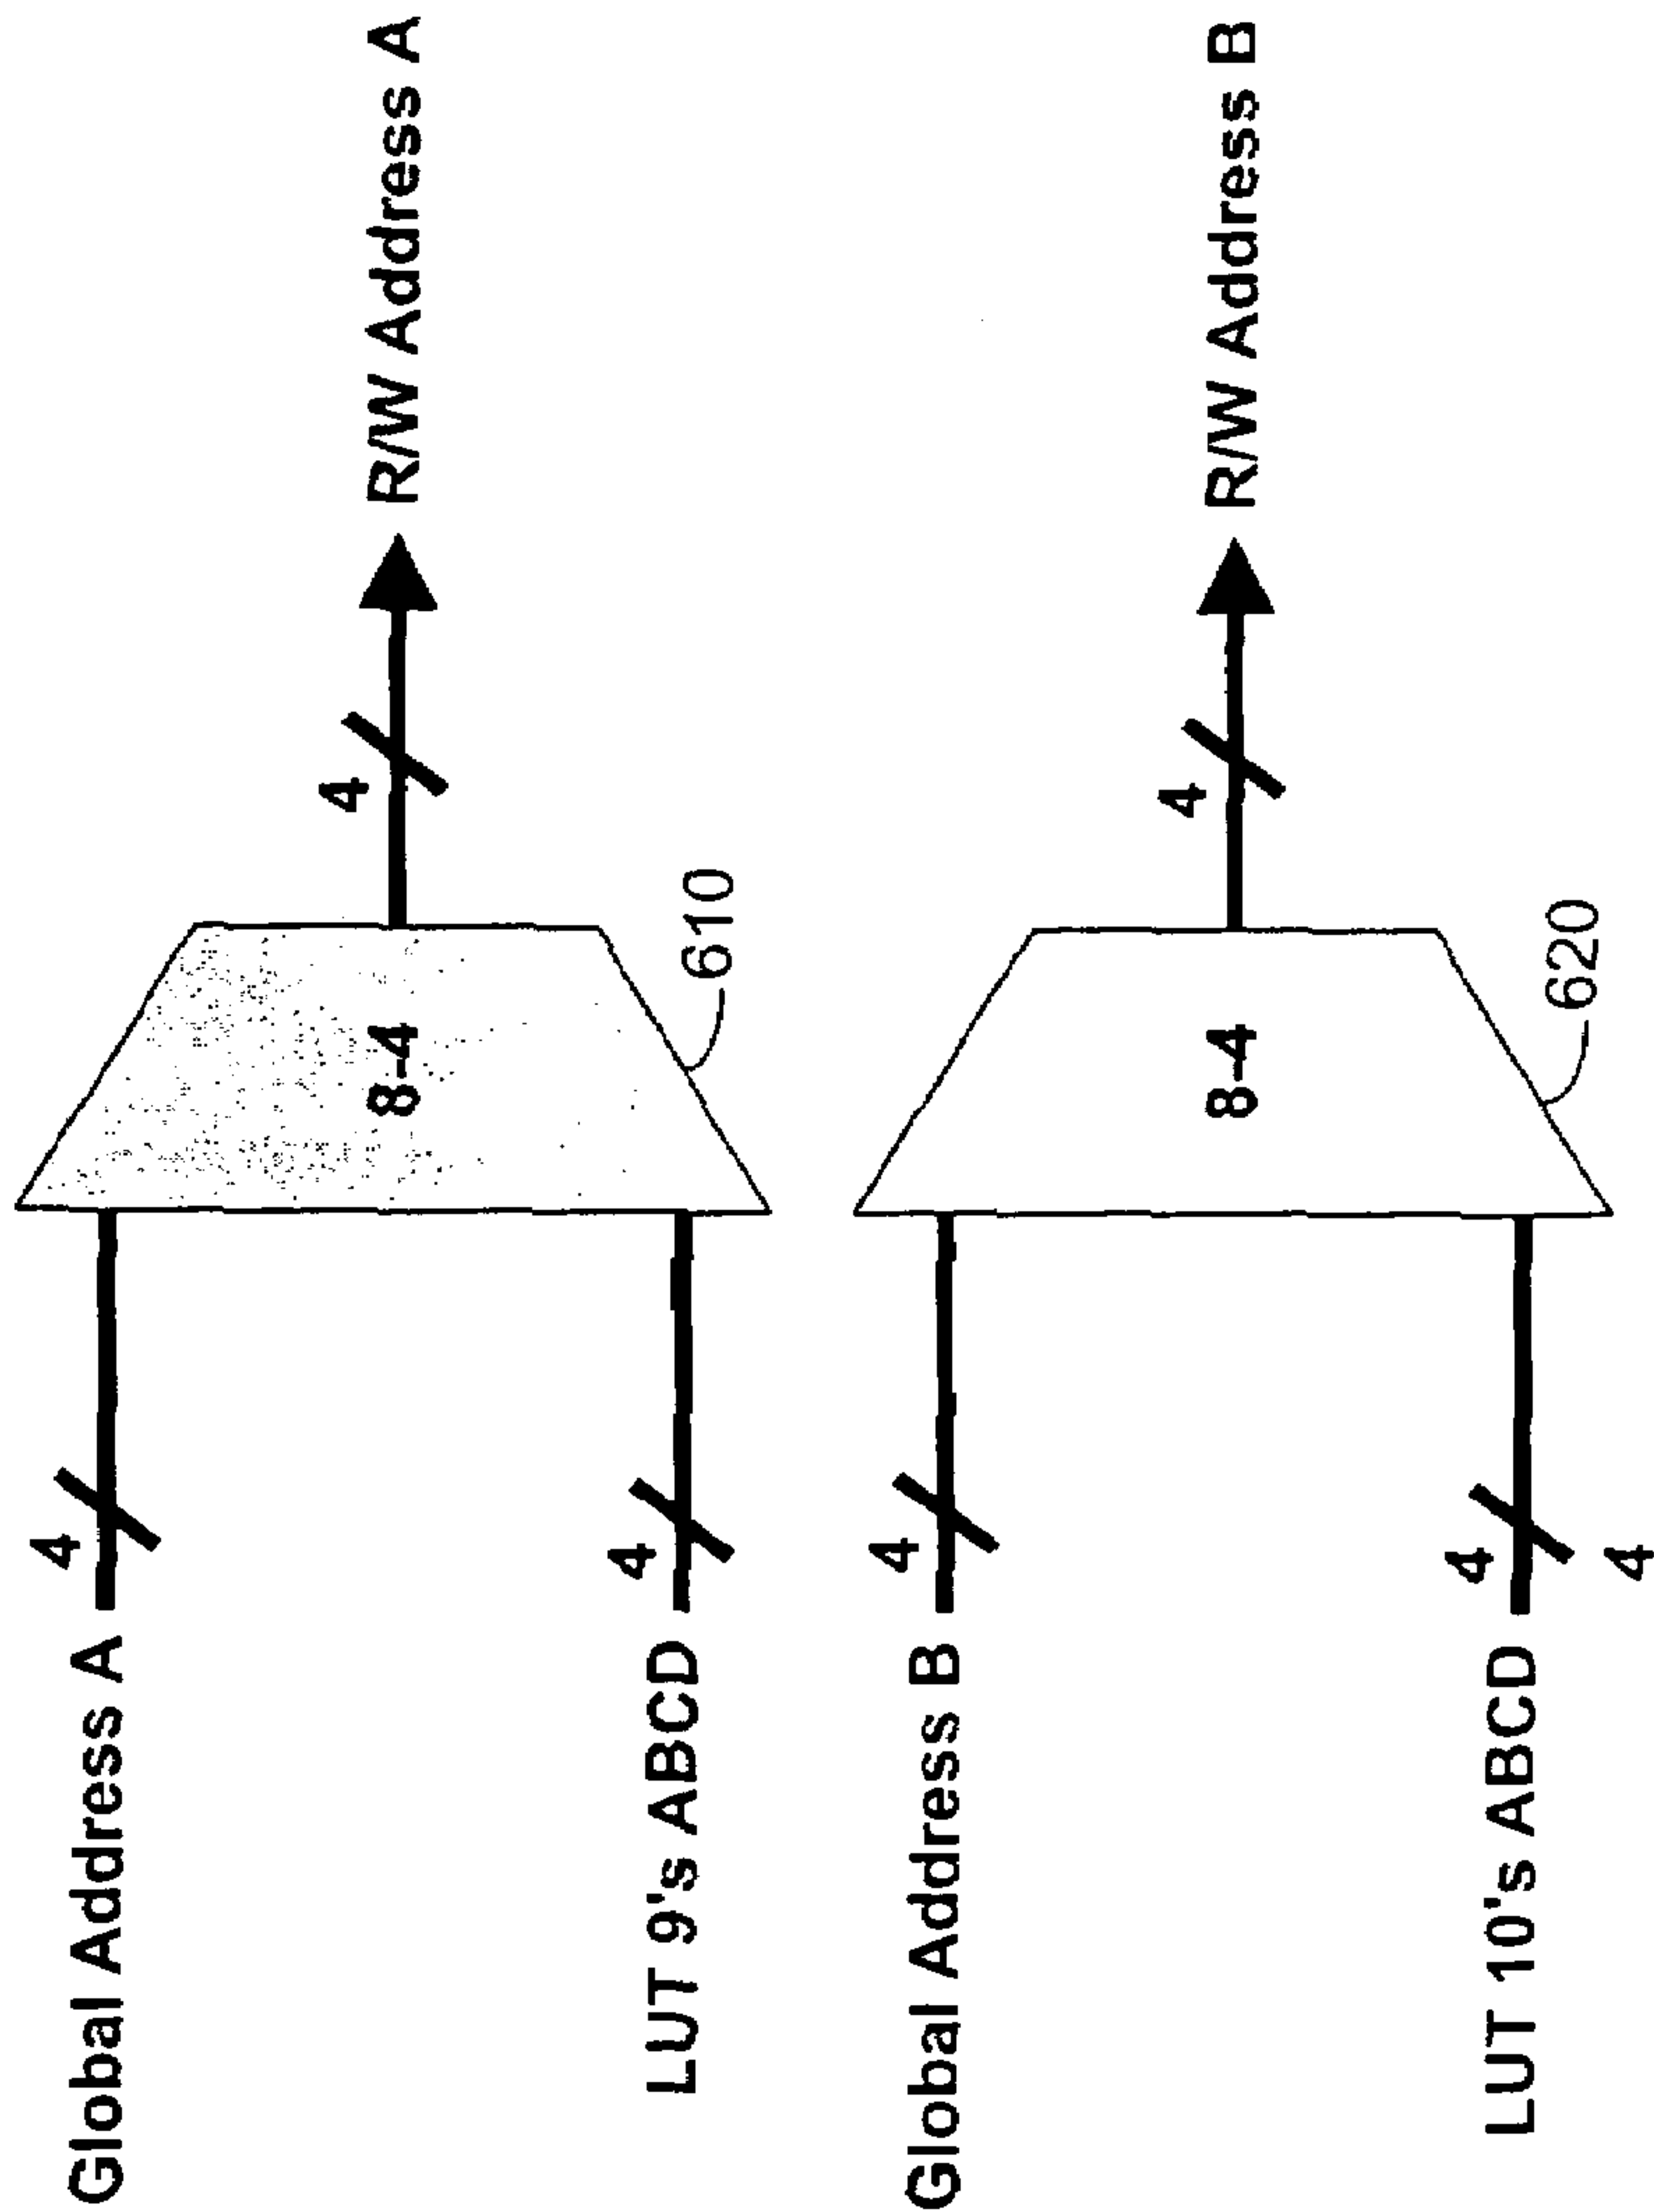 Global Address A
4
8-4
4
R/W Address A
LUT 9's ABCD
4
610
Global Address B
4
8-4
4
R/W Address B
LUT 10's ABCD
4
620
4